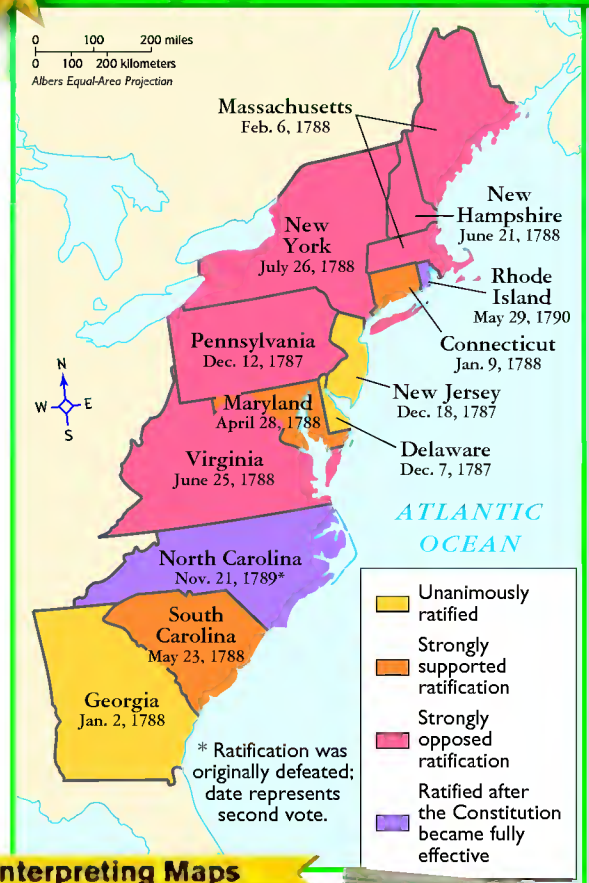 0 100 200 miles
0 100 200 kilometers
Albers Equal-Area Projection
Massachusetts
Feb. 6, 1788
New
Hampshire
June 21, 1788
New
York
July 26, 1788
Rhode
Island
May 29, 1790
Connecticut
Jan. 9, 1788
Pennsylvania
Dec. 12, 1787
New Jersey
Dec. 18, 1787
Maryland
April 28, 1788
Delaware
Dec. 7, 1787
N
W E
S
Virginia
June 25, 1788
ATLANTIC
OCEAN
North Carolina
Nov. 21, 1789*
South
Carolina
May 23, 1788
Georgia
Jan. 2, 1788
* Ratification was
originally defeated;
date represents
second vote.
Unanimously
ratified
Strongly
supported
ratification
Strongly
opposed
ratification
Ratified after
the Constitution
became fully
effective
nterpreting Maps